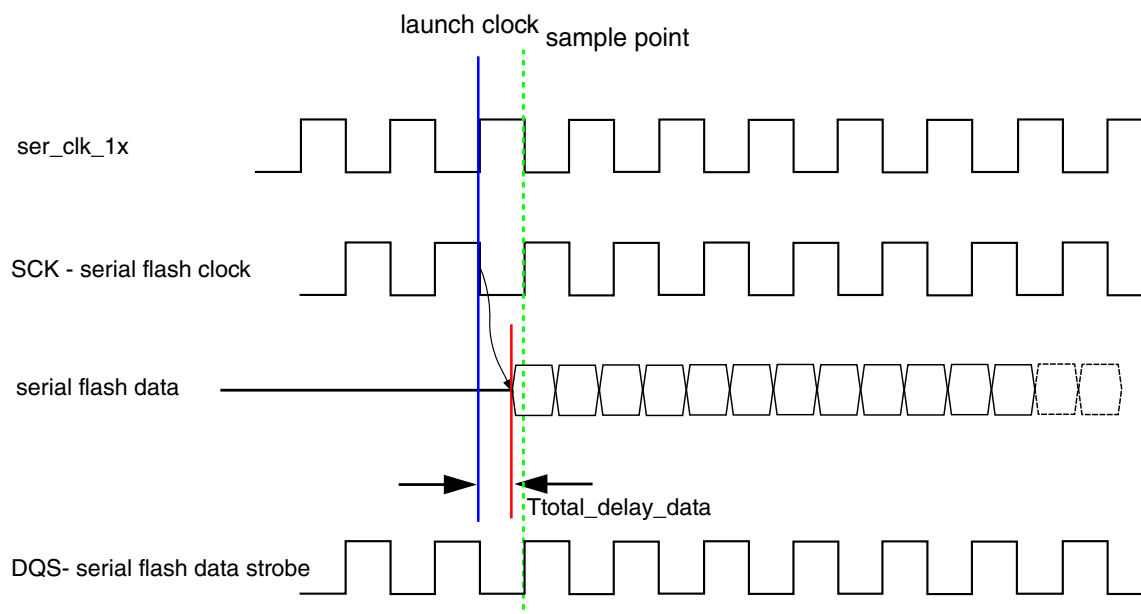 launch clock
sample point
ser_clk_1x
SCK - serial flash clock
serial flash data
Ttotal_delay_data
DQS- serial flash data strobe